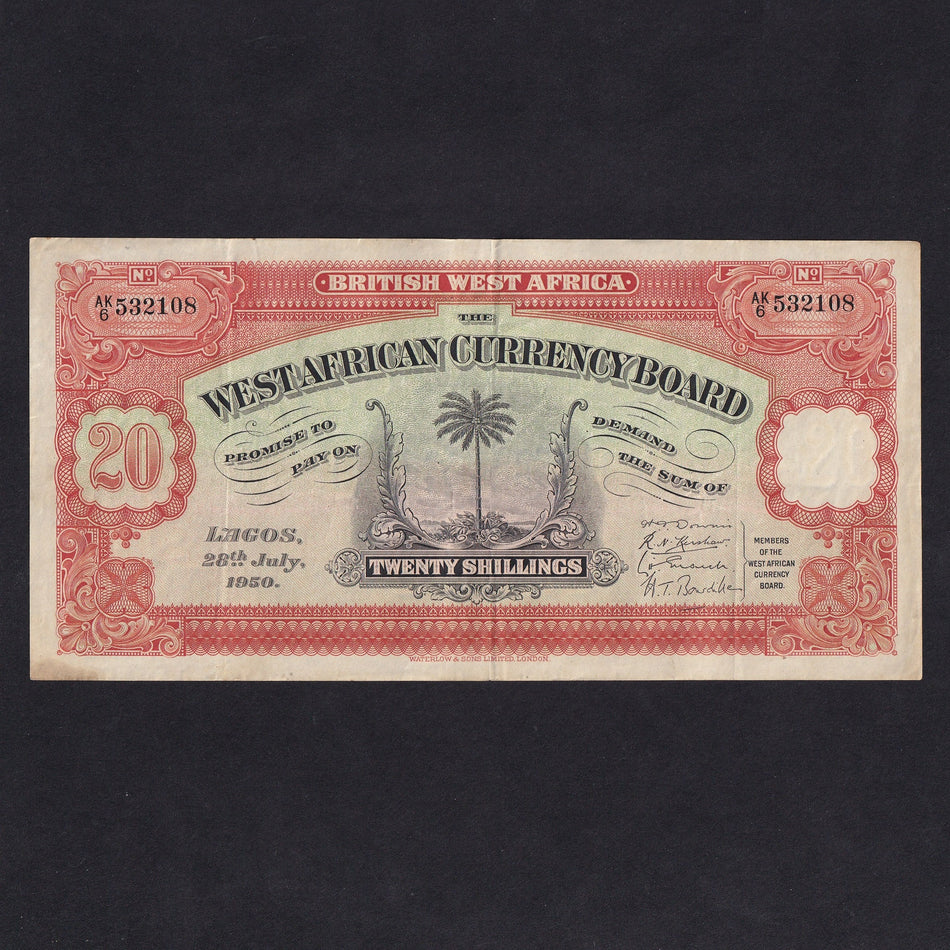 Nº
Nº
BRITISH WEST AFRICA
AK/6 532108
AK/6 532108
THE
WEST AFRICAN CURRENCY BOARD
PROMISE TO
PAY ON
DEMAND
THE SUM OF
20
LAGOS,
28th July,
1950.
TWENTY SHILLINGS
R. N. Kershaw
MEMBERS
OF THE
WEST AFRICAN
CURRENCY
BOARD.
WATERLOW & SONS LIMITED, LONDON.